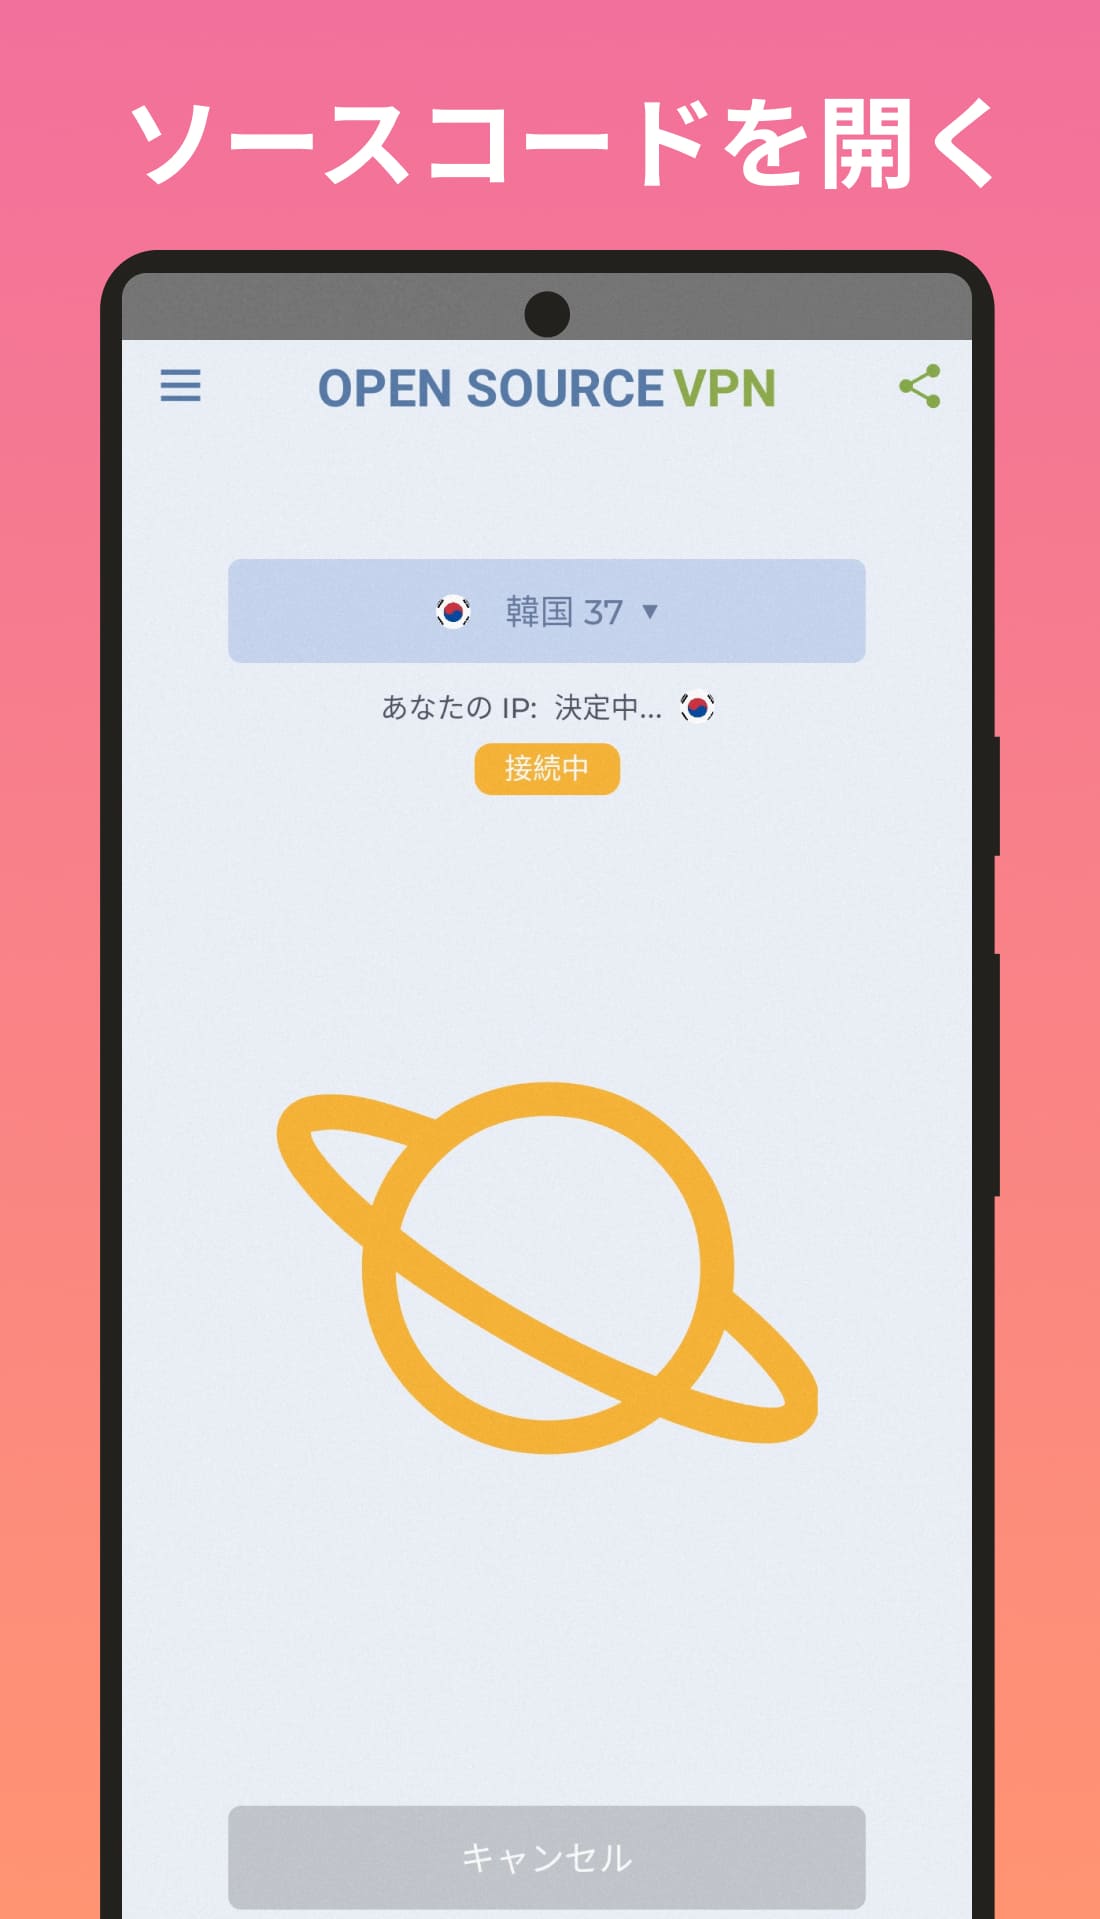 ソースコードを開く
OPEN SOURCE VPN
韓国 37 ▼
あなたの IP: 決定中...
接続中
キャンセル